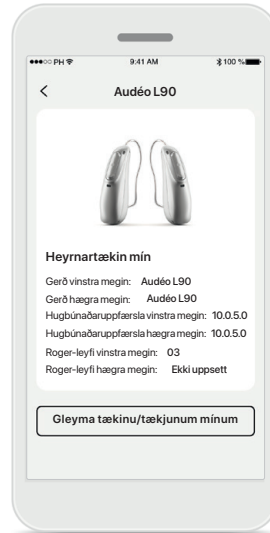 PH 9:41 AM 100 %
Audéo L90
Heyrnartækin mín
Gerð vinstra megin: Audéo L90
Gerð hægra megin: Audéo L90
Hugbúnaðaruppfærsla vinstra megin: 10.0.5.0
Hugbúnaðaruppfærsla hægra megin: 10.0.5.0
Roger-leyfi vinstra megin: 03
Roger-leyfi hægra megin: Ekki uppsett
Gleyma tækinu/tækjunum mínum